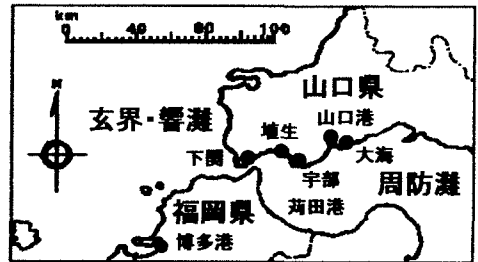 km
0 40 80 100
N
山口県
山口港
玄界・響灘
埴生
下関
大海
宇部
周防灘
福岡県
苅田港
博多港